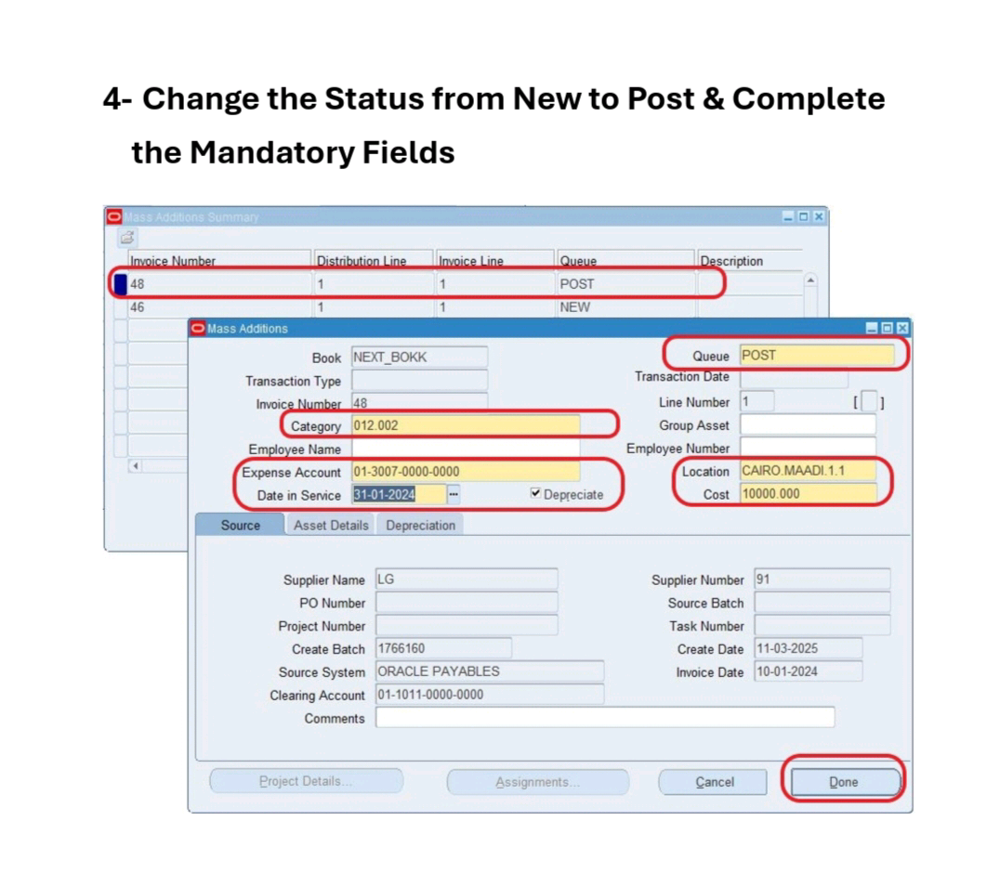 4- Change the Status from New to Post & Complete
the Mandatory Fields
Mass Additions Summary
Invoice Number Distribution Line Invoice Line Queue Description
48 1 1 POST
46 1 1 NEW
Mass Additions
Book NEXT_BOKK Queue POST
Transaction Type Transaction Date
Invoice Number 48 Line Number 1 [ ]
Category 012.002 Group Asset
Employee Name Employee Number
Expense Account 01-3007-0000-0000 Location CAIRO.MAADI.1.1
Date in Service 31-01-2024 ... Depreciate Cost 10000.000
Source Asset Details Depreciation
Supplier Name LG Supplier Number 91
PO Number Source Batch
Project Number Task Number
Create Batch 1766160 Create Date 11-03-2025
Source System ORACLE PAYABLES Invoice Date 10-01-2024
Clearing Account 01-1011-0000-0000
Comments
Project Details... Assignments... Cancel Done